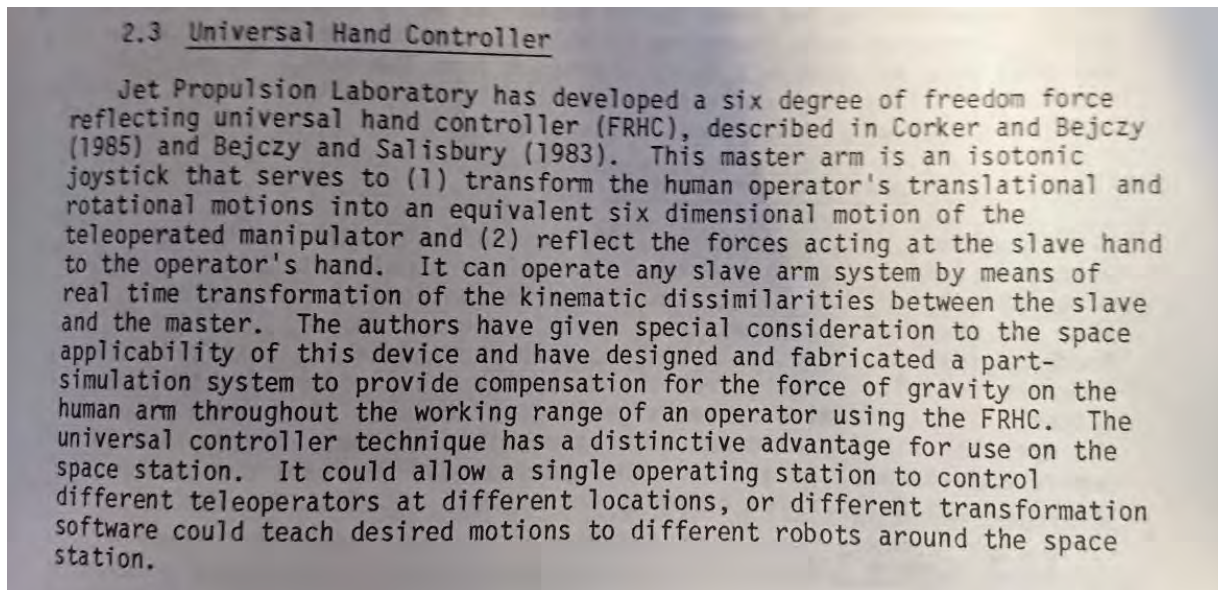 2.3 Universal Hand Controller
Jet Propulsion Laboratory has developed a six degree of freedom force
reflecting universal hand controller (FRHC), described in Corker and Bejczy
(1985) and Bejczy and Salisbury (1983). This master arm is an isotonic
joystick that serves to (1) transform the human operator's translational and
rotational motions into an equivalent six dimensional motion of the
teleoperated manipulator and (2) reflect the forces acting at the slave hand
to the operator's hand. It can operate any slave arm system by means of
real time transformation of the kinematic dissimilarities between the slave
and the master. The authors have given special consideration to the space
applicability of this device and have designed and fabricated a part-
simulation system to provide compensation for the force of gravity on the
human arm throughout the working range of an operator using the FRHC. The
universal controller technique has a distinctive advantage for use on the
space station. It could allow a single operating station to control
different teleoperators at different locations, or different transformation
software could teach desired motions to different robots around the space
station.